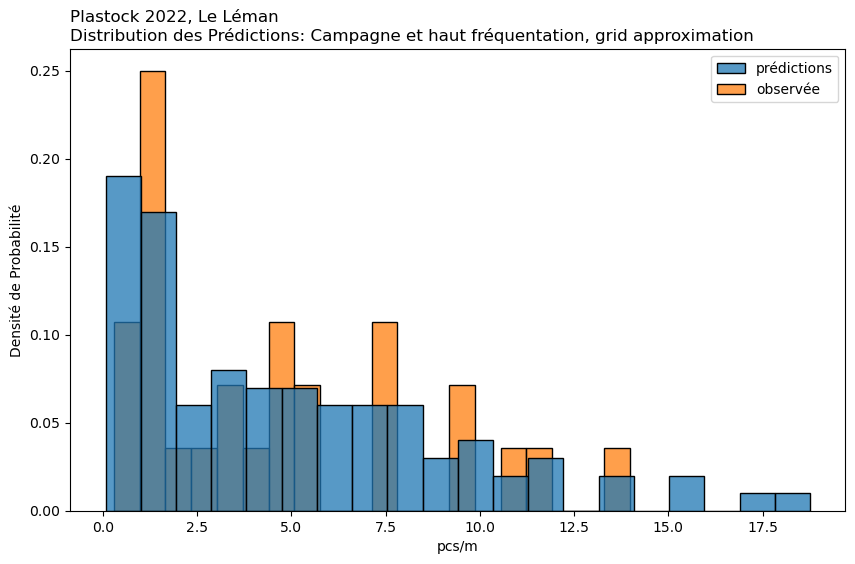 Plastock 2022, Le Léman
Distribution des Prédictions: Campagne et haut fréquentation, grid approximation
prédictions
observée
Densité de Probabilité
0.25
0.20
0.15
0.10
0.05
0.00
0.0 2.5 5.0 7.5 10.0 12.5 15.0 17.5
pcs/m